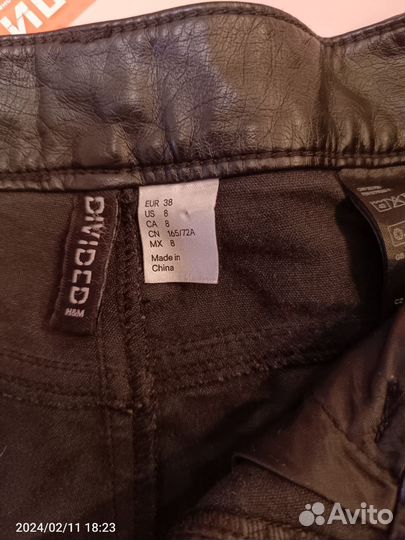 DIVIDED
H&M
EUR 38
US 8
CA 8
CN 165/72A
MX 8
Made in
China
2024/02/11 18:23
Avito